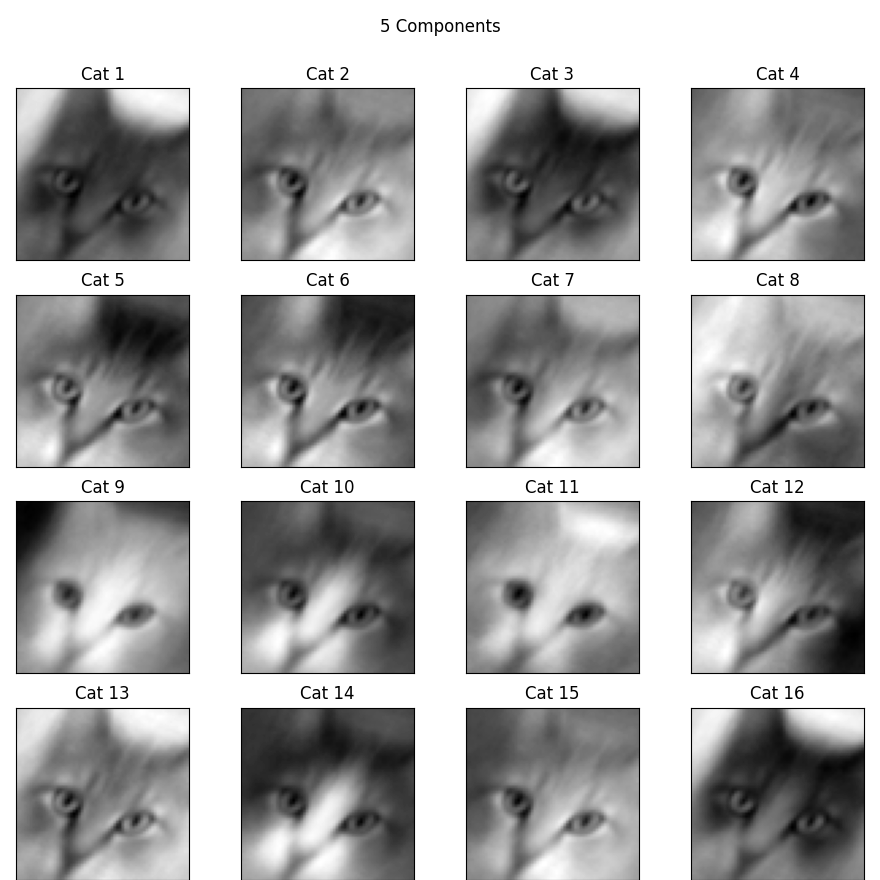 5 Components
Cat 1
Cat 2
Cat 3
Cat 4
Cat 5
Cat 6
Cat 7
Cat 8
Cat 9
Cat 10
Cat 11
Cat 12
Cat 13
Cat 14
Cat 15
Cat 16